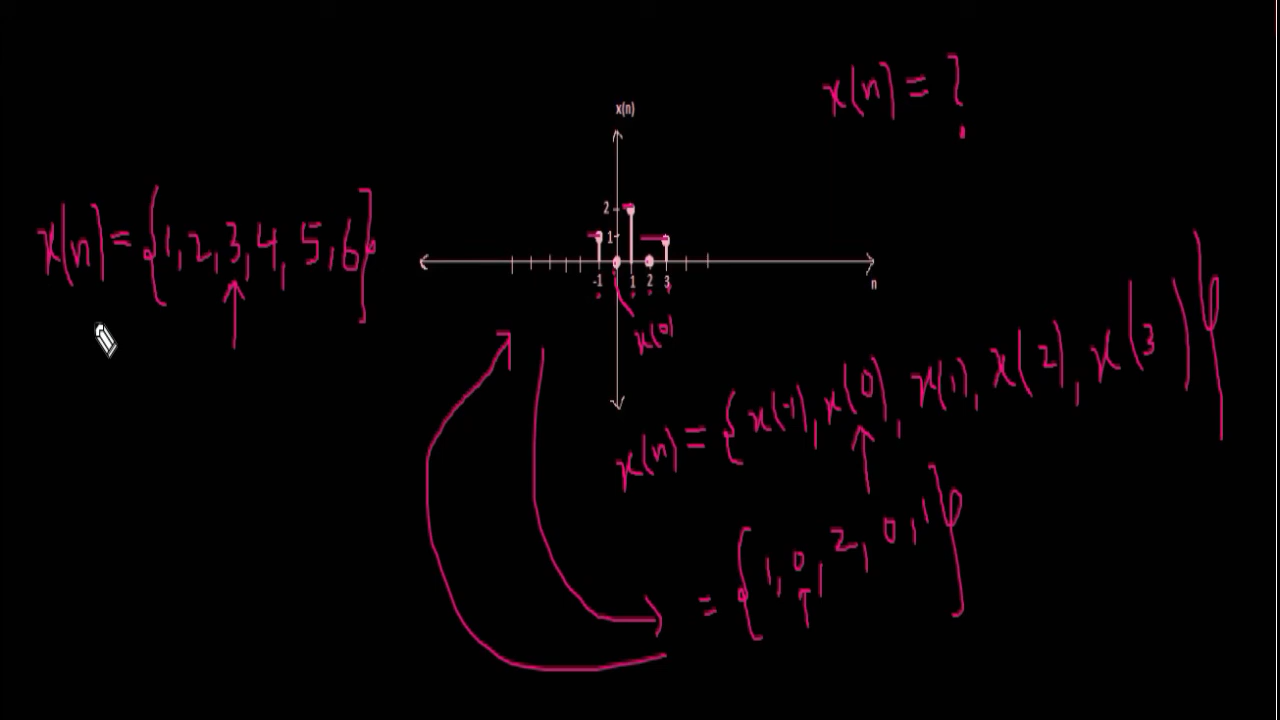 x(n) = ?
x(n)
x(n) = {1, 2, 3, 4, 5, 6}
↑
2
1
-1 1 2 3 n
x(0)
x(n) = {x(-1), x(0), x(1), x(2), x(3)}
↑
= {1, 0, 2, 0, 1}
↑